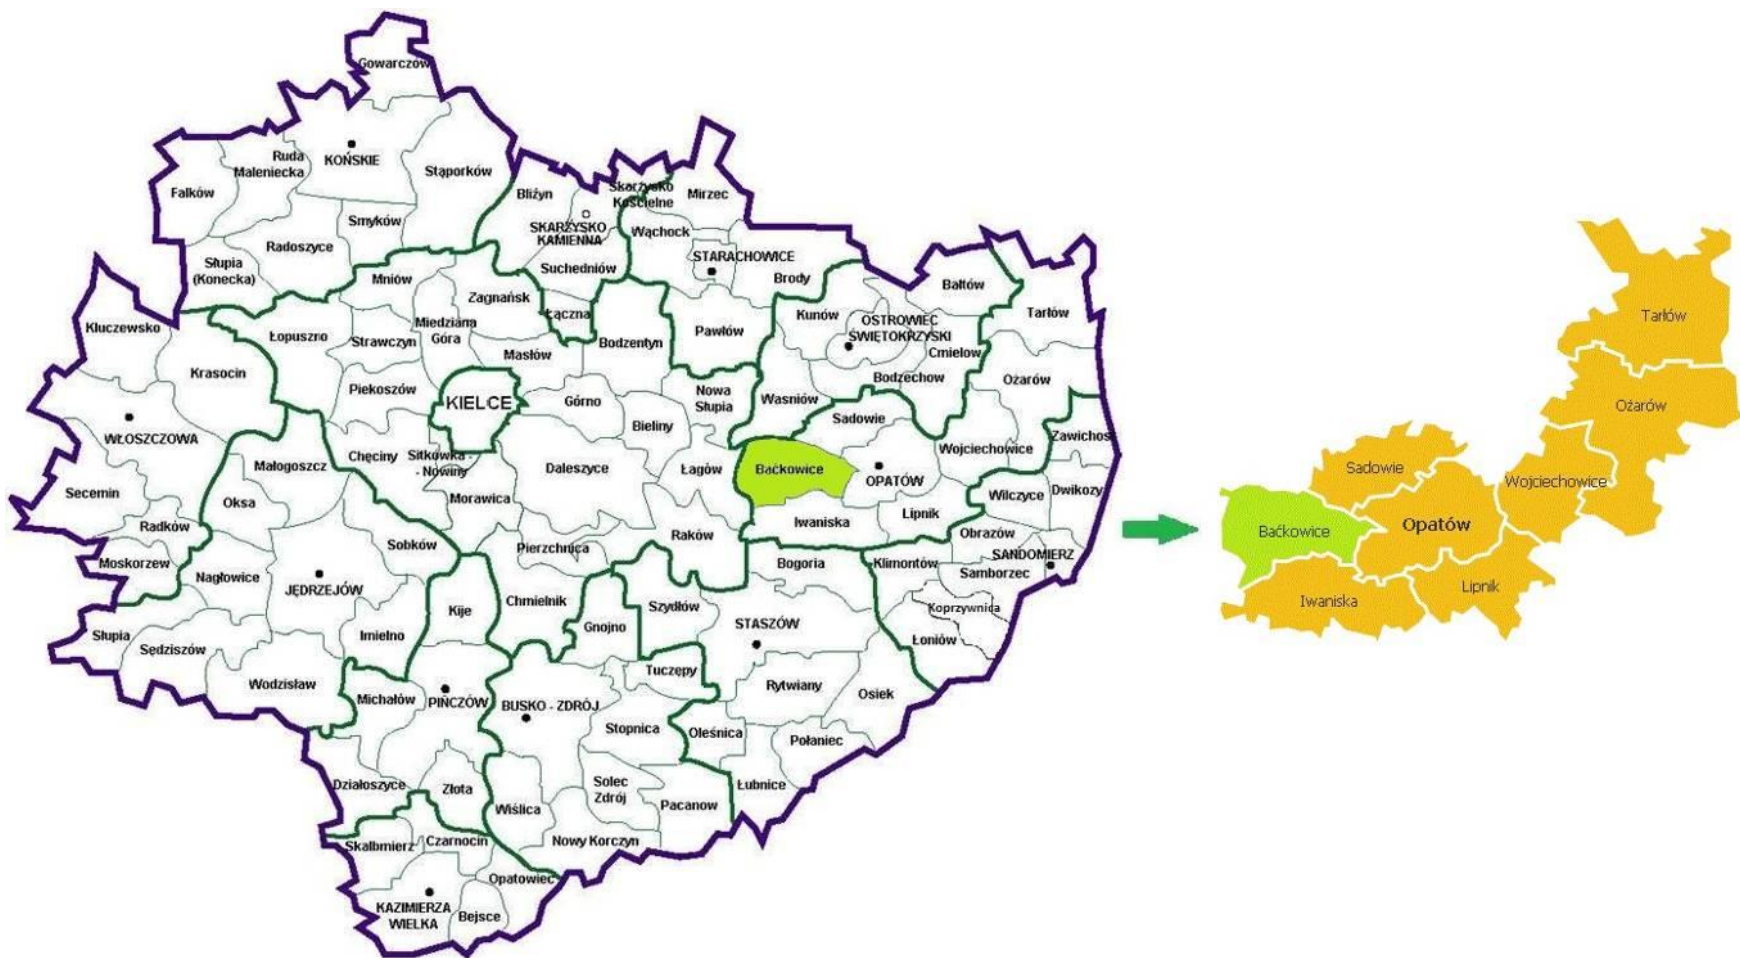 Gowarczów
Ruda
Maleniecka
KOŃSKIE
Stąporków
Fałków
Smyków
Radoszyce
Słupia
(Konecka)
Bliżyn
Skarżysko
Kościelne
Mirzec
SKARŻYSKO
KAMIENNA
Wąchock
STARACHOWICE
Suchedniów
Brody
Mniów
Zagnańsk
Łączna
Bałtów
Tarłów
Kluczewsko
Łopuszno
Strawczyn
Miedziana
Góra
Masłów
Bodzentyn
Pawłów
Kunów
OSTROWIEC
ŚWIĘTOKRZYSKI
Cmielow
Bodzechow
Ożarów
Krasocin
Piekoszów
KIELCE
Górno
Nowa
Słupia
Waśniów
Sadowie
Bieliny
WŁOSZCZOWA
Małogoszcz
Chęciny
Sitkówka -
- Nowiny
Daleszyce
Łagów
Baćkowice
OPATÓW
Wojciechowice
Zawichost
Secemin
Oksa
Morawica
Wilczyce
Dwikozy
Iwaniska
Lipnik
Radków
Sobków
Pierzchnica
Raków
Obrazów
SANDOMIERZ
Moskorzew
Nagłowice
JĘDRZEJÓW
Bogoria
Klimontów
Samborzec
Kije
Chmielnik
Szydłów
Koprzywnica
Słupia
Sędziszów
Imielno
Gnojno
STASZÓW
Łoniów
Wodzisław
Michałów
PIŃCZÓW
BUSKO - ZDRÓJ
Tuczępy
Rytwiany
Osiek
Stopnica
Oleśnica
Połaniec
Działoszyce
Złota
Wiślica
Solec
Zdrój
Pacanow
Łubnice
Skalbmierz
Czarnocin
Nowy Korczyn
Opatowiec
KAZIMIERZA
WIELKA
Bejsce
Tarłów
Ożarów
Sadowie
Wojciechowice
Baćkowice
Opatów
Iwaniska
Lipnik